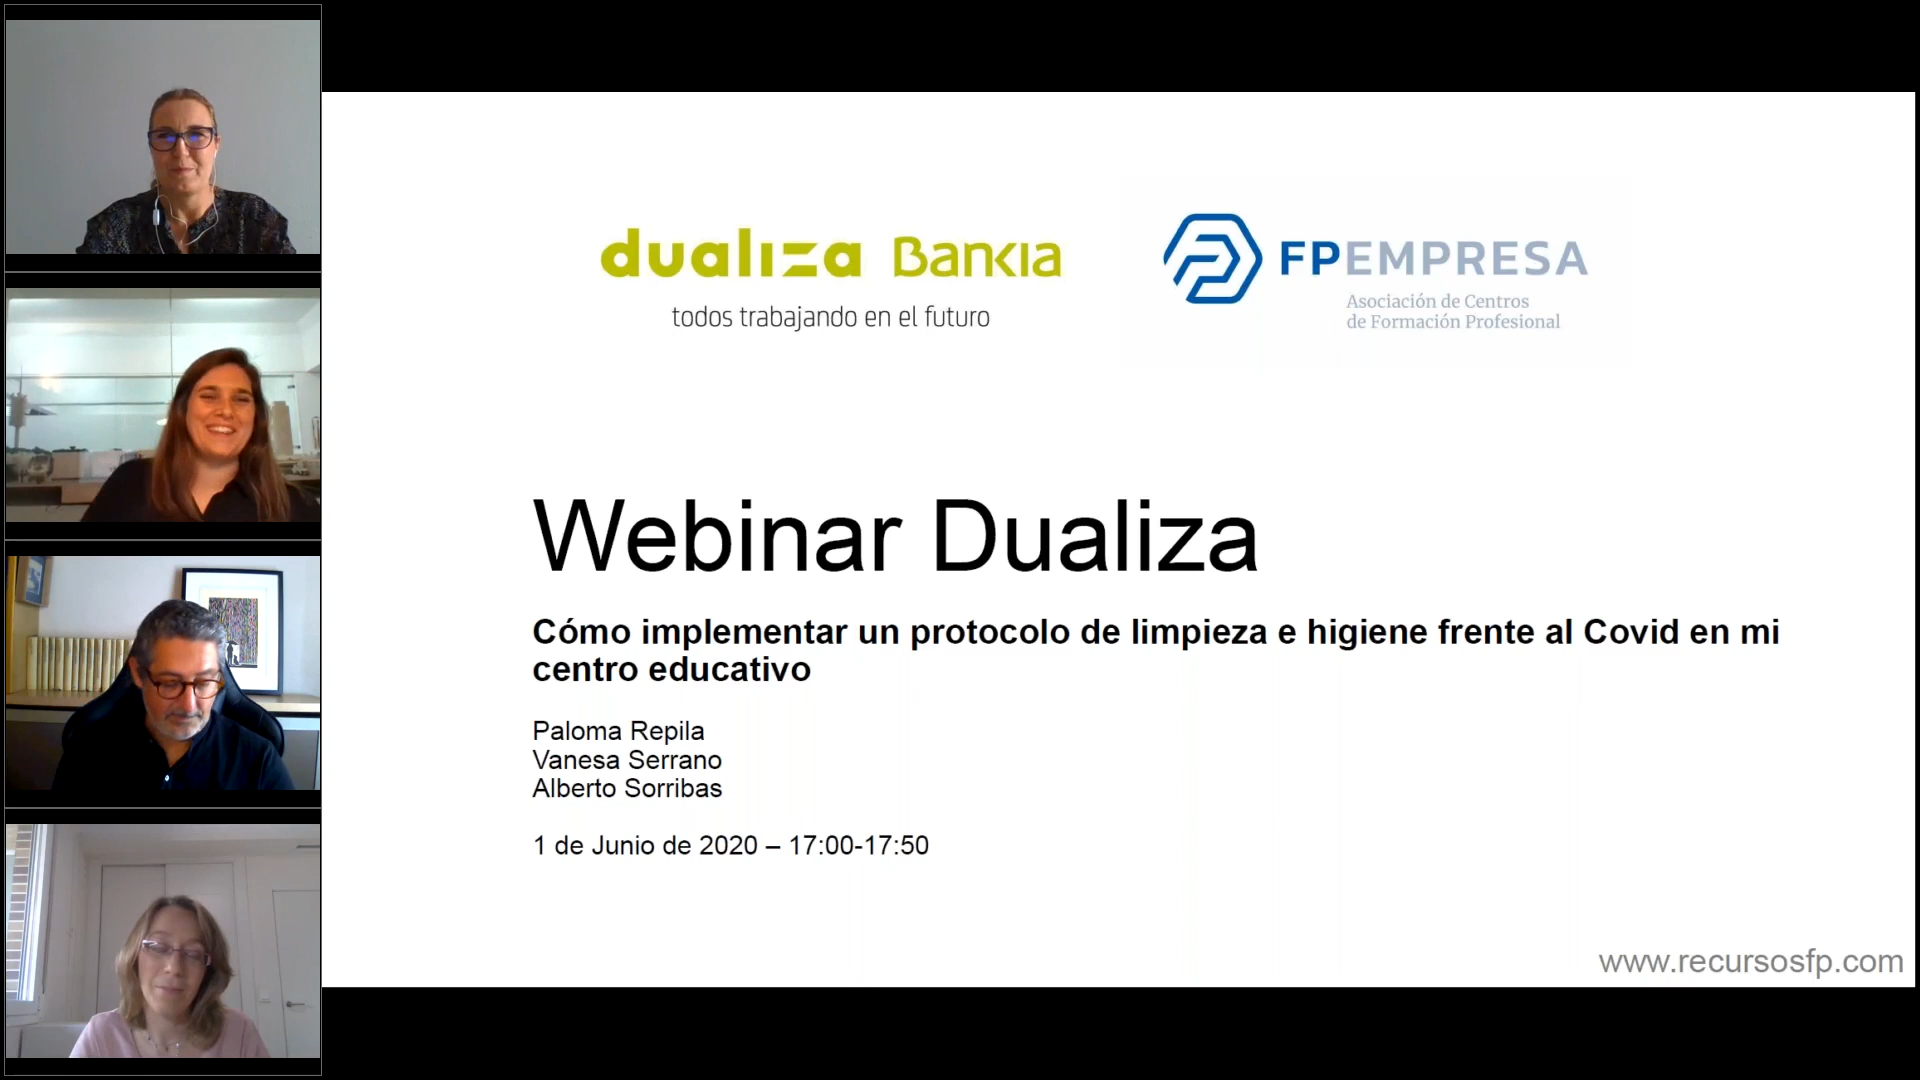 dualiza Bankia
todos trabajando en el futuro
FPEMPRESA
Asociación de Centros
de Formación Profesional
Webinar Dualiza
Cómo implementar un protocolo de limpieza e higiene frente al Covid en mi
centro educativo
Paloma Repila
Vanesa Serrano
Alberto Sorribas
1 de Junio de 2020 – 17:00-17:50
www.recursosfp.com